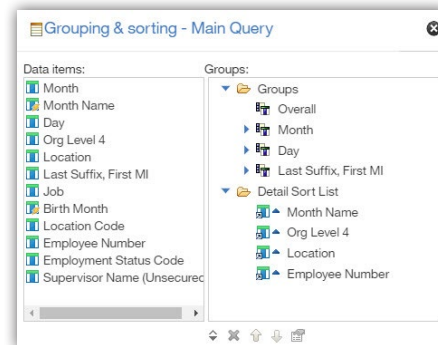 Grouping & sorting - Main Query
Data items:
Month
Month Name
Day
Org Level 4
Location
Last Suffix, First MI
Job
Birth Month
Location Code
Employee Number
Employment Status Code
Supervisor Name (Unsecurec
Groups:
Groups
Overall
Month
Day
Last Suffix, First MI
Detail Sort List
Month Name
Org Level 4
Location
Employee Number